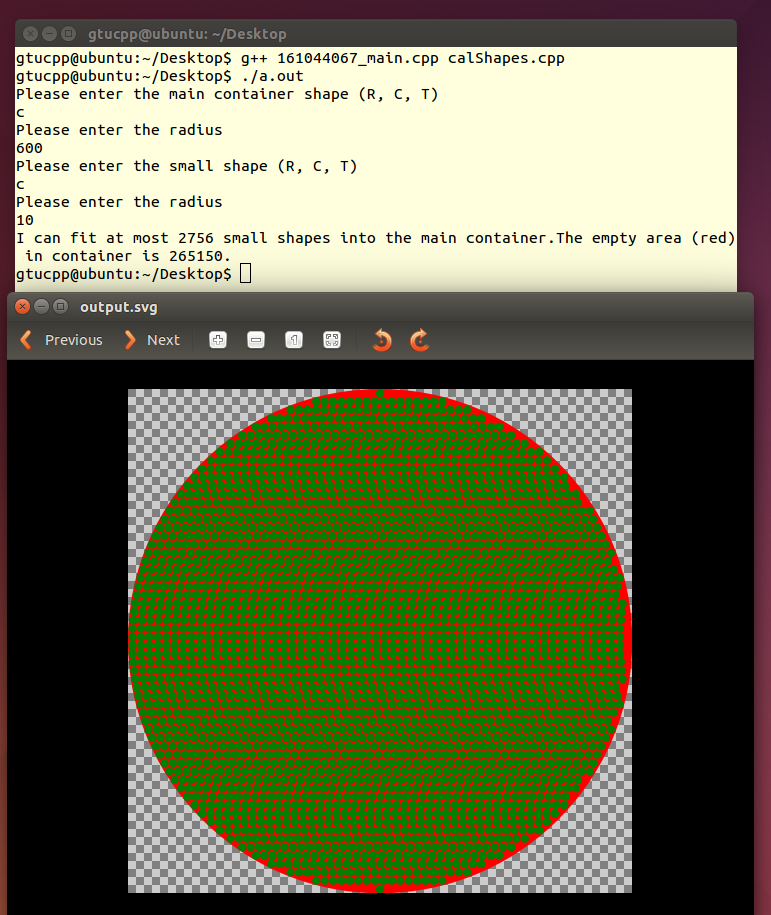 gtucpp@ubuntu: ~/Desktop
gtucpp@ubuntu:~/Desktop$ g++ 161044067_main.cpp calShapes.cpp
gtucpp@ubuntu:~/Desktop$ ./a.out
Please enter the main container shape (R, C, T)
c
Please enter the radius
600
Please enter the small shape (R, C, T)
c
Please enter the radius
10
I can fit at most 2756 small shapes into the main container.The empty area (red)
 in container is 265150.
gtucpp@ubuntu:~/Desktop$
output.svg
Previous Next 1